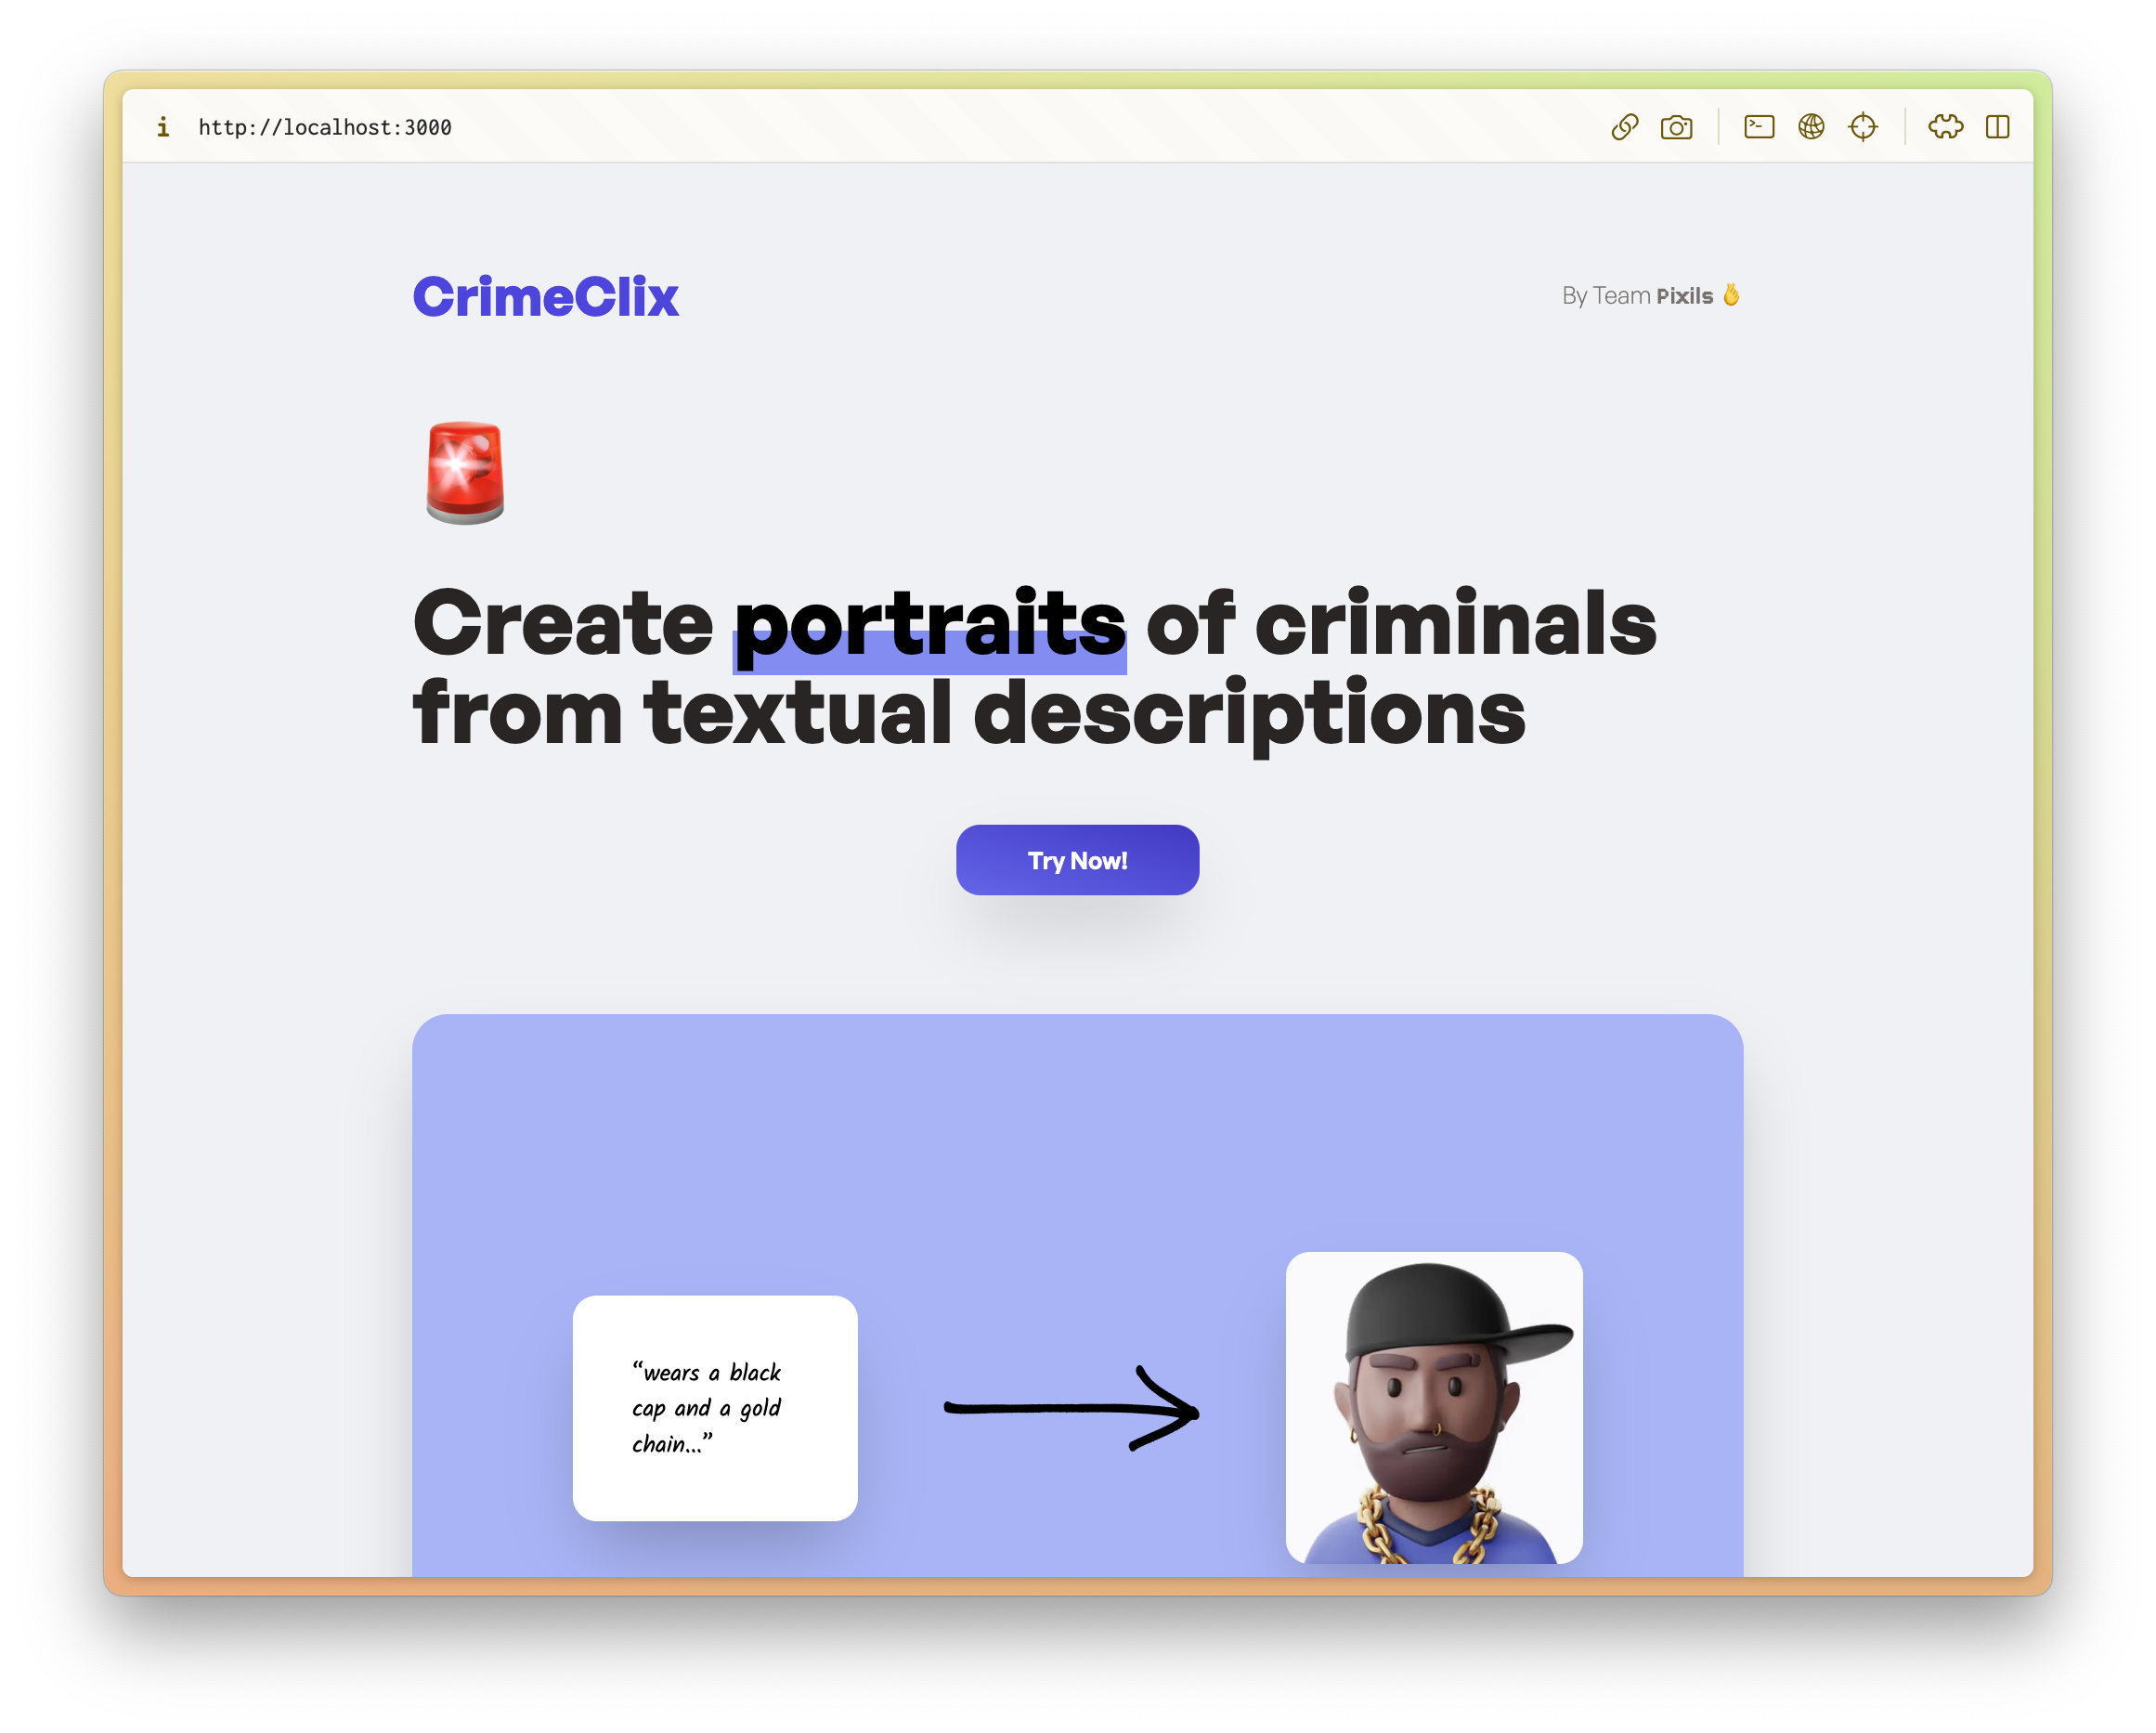 http://localhost:3000
CrimeClix
By Team Pixils 🫰
🚨
Create portraits of criminals
from textual descriptions
Try Now!
“wears a black
cap and a gold
chain...”